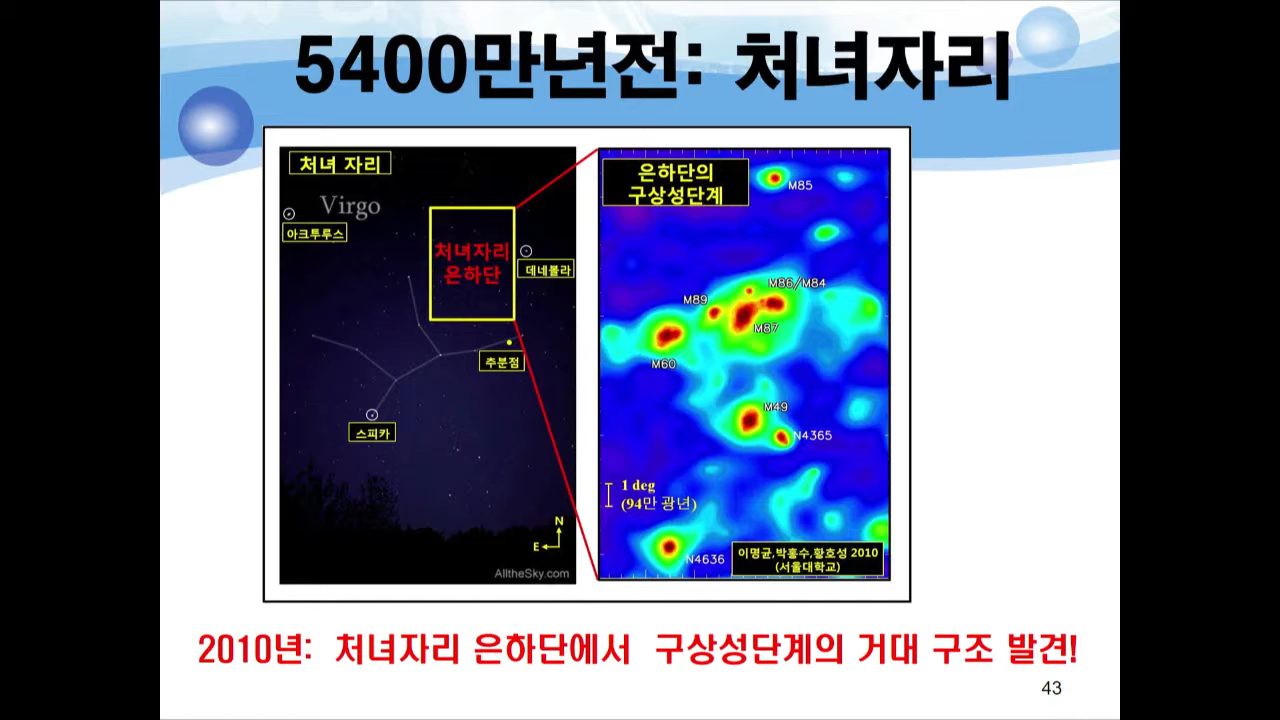 5400만년전: 처녀자리
처녀 자리
Virgo
아크투루스
처녀자리
은하단
데네볼라
추분점
스피카
N
E
AlltheSky.com
은하단의
구상성단계
M85
M86/M84
M89
M87
M60
M49
N4365
1 deg
(94만 광년)
N4636
이명균,박홍수,황호성 2010
(서울대학교)
2010년: 처녀자리 은하단에서 구상성단계의 거대 구조 발견!
43